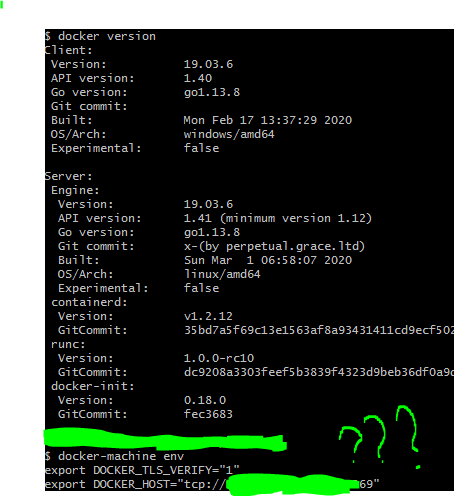 $ docker version
Client:
Version: 19.03.6
API version: 1.40
Go version: go1.13.8
Git commit:
Built: Mon Feb 17 13:37:29 2020
OS/Arch: windows/amd64
Experimental: false
Server:
Engine:
Version: 19.03.6
API version: 1.41 (minimum version 1.12)
Go version: go1.13.8
Git commit: x-(by perpetual.grace.ltd)
Built: Sun Mar 1 06:58:07 2020
OS/Arch: linux/amd64
Experimental: false
containerd:
Version: v1.2.12
GitCommit: 35bd7a5f69c13e1563af8a93431411cd9ecf502
runc:
Version: 1.0.0-rc10
GitCommit: dc9208a3303feef5b3839f4323d9beb36df0a9d
docker-init:
Version: 0.18.0
GitCommit: fec3683
???
$ docker-machine env
export DOCKER_TLS_VERIFY="1"
export DOCKER_HOST="tcp:// 69"